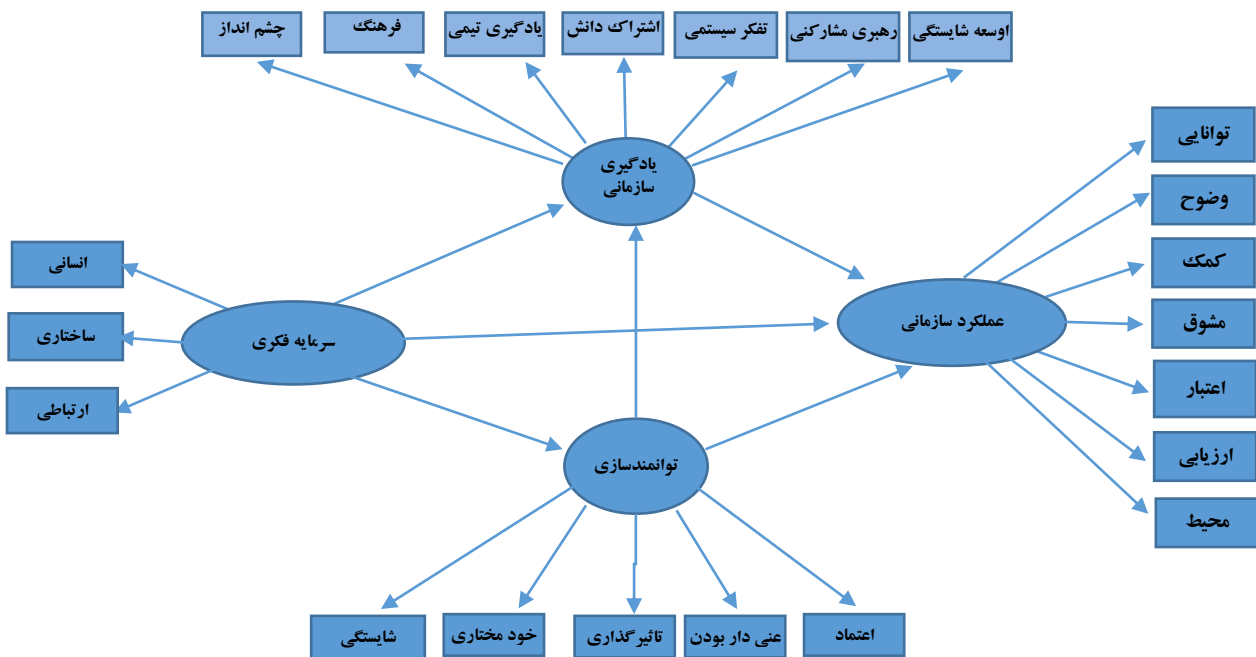 اوسعه شایستگی
رهبری مشارکتی
تفکر سیستمی
اشتراک دانش
یادگیری تیمی
فرهنگ
چشم انداز
یادگیری
سازمانی
توانایی
وضوح
کمک
مشوق
اعتبار
ارزیابی
محیط
عملکرد سازمانی
سرمایه فکری
انسانی
ساختاری
ارتباطی
توانمندسازی
اعتماد
عنی دار بودن
تاثیرگذاری
خود مختاری
شایستگی